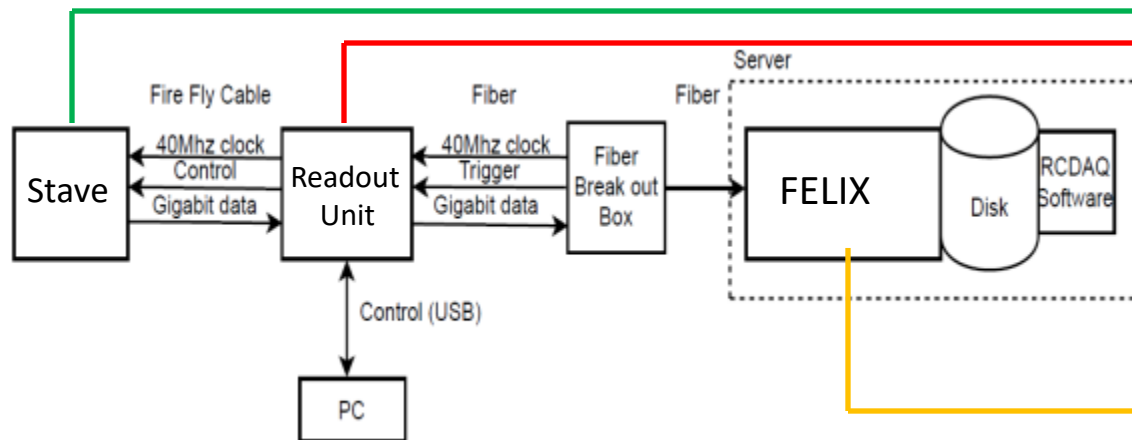 Server
Fire Fly Cable
Fiber
Fiber
Stave
40Mhz clock
Control
Gigabit data
Readout
Unit
40Mhz clock
Trigger
Gigabit data
Fiber
Break out
Box
FELIX
Disk
RCDAQ
Software
Control (USB)
PC